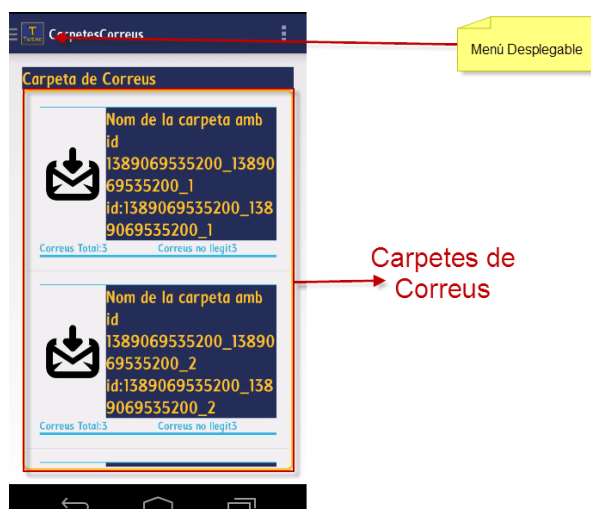 T
Tutoc
CarpetesCorreus
Menú Desplegable
Carpeta de Correus
Nom de la carpeta amb
id
1389069535200_13890
69535200_1
id:1389069535200_138
9069535200_1
Correus Total:3 Correus no llegit3
Carpetes de
Correus
Nom de la carpeta amb
id
1389069535200_13890
69535200_2
id:1389069535200_138
9069535200_2
Correus Total:3 Correus no llegit3